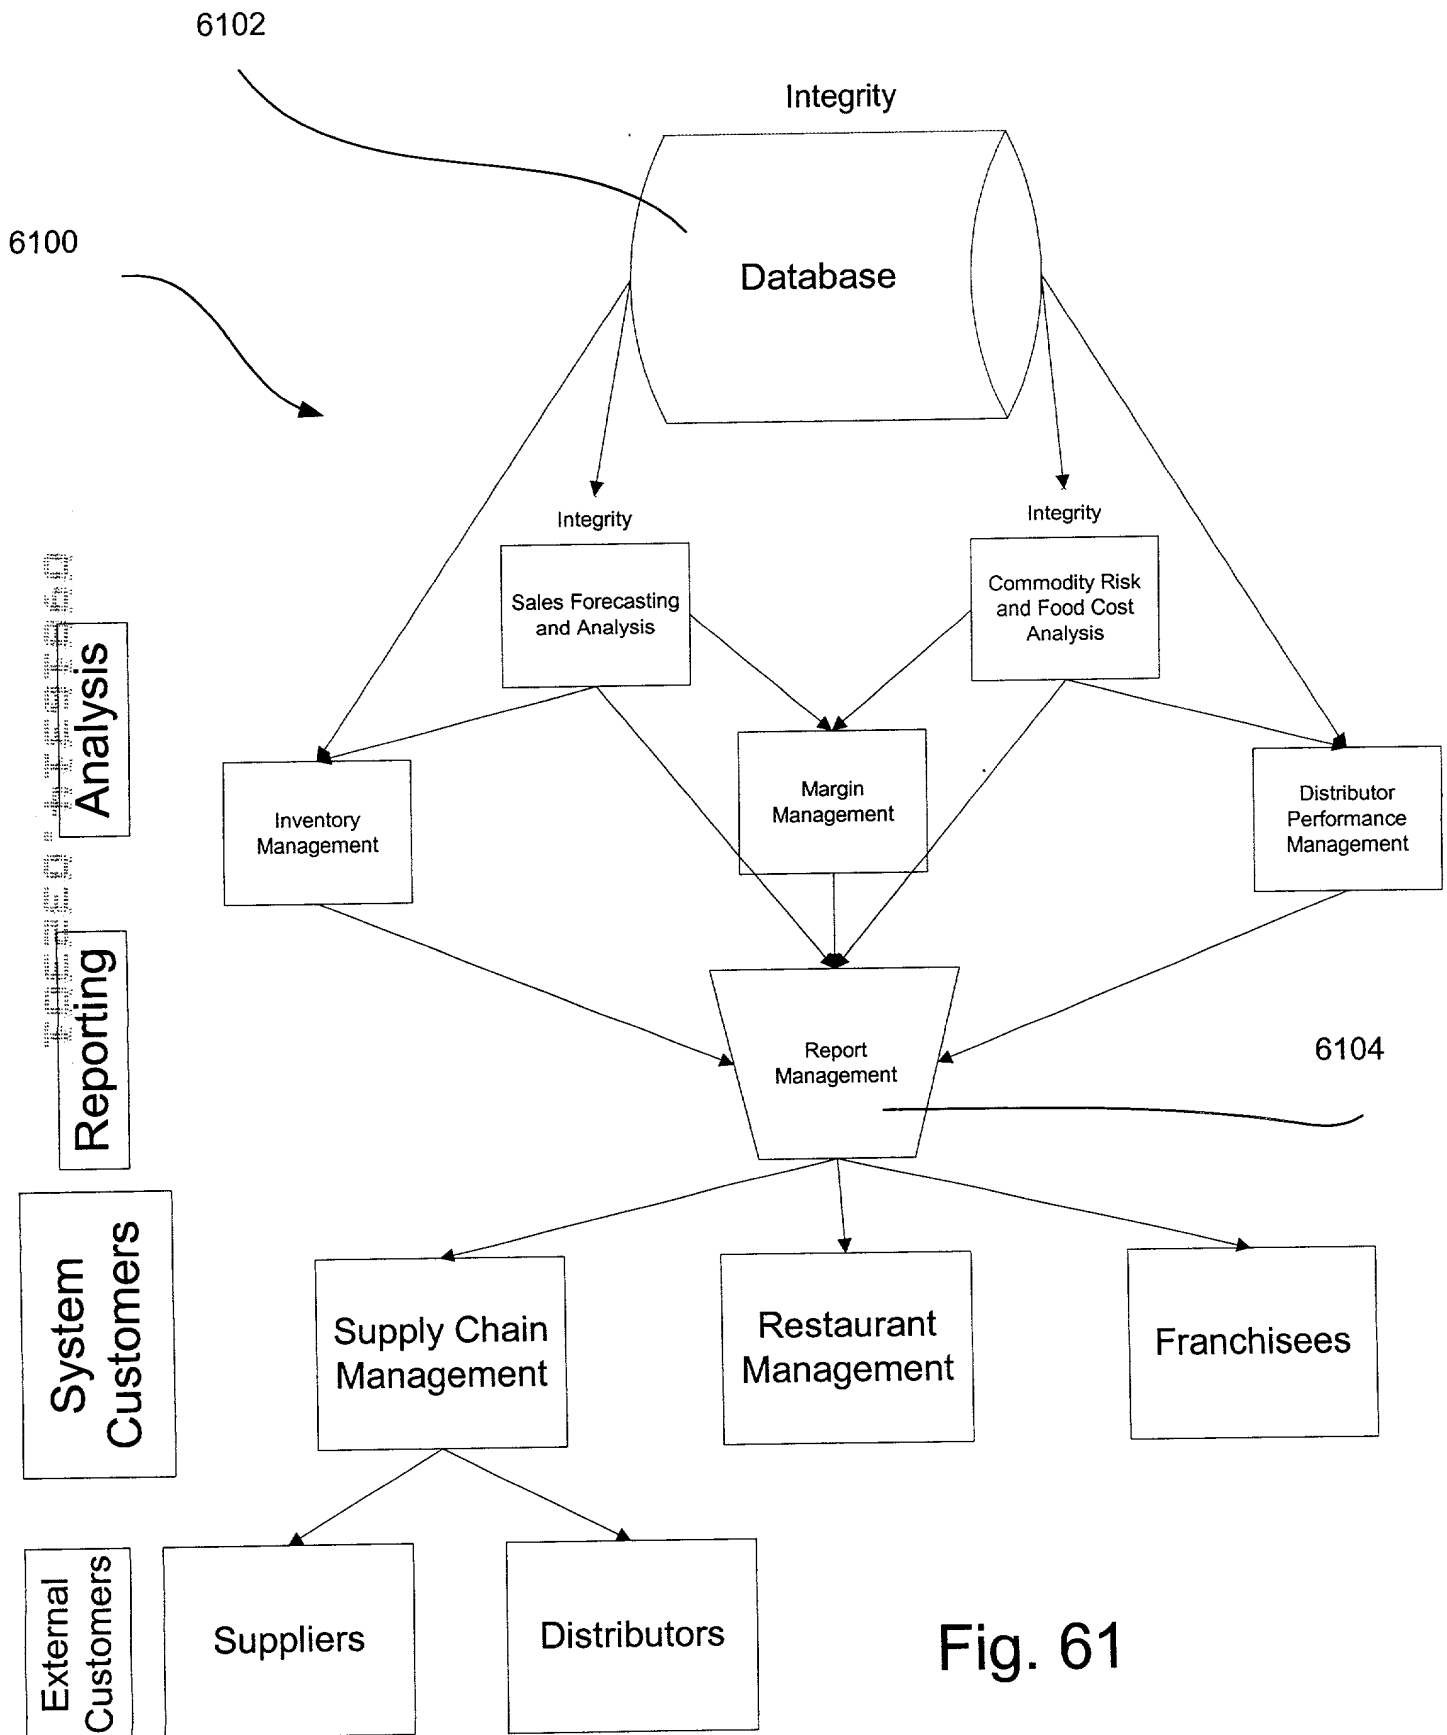 6102
Integrity
6100
Database
Integrity
Integrity
Sales Forecasting
and Analysis
Commodity Risk
and Food Cost
Analysis
Analysis
Inventory
Management
Margin
Management
Distributor
Performance
Management
Reporting
Report
Management
6104
System
Customers
Supply Chain
Management
Restaurant
Management
Franchisees
External
Customers
Suppliers
Distributors
Fig. 61